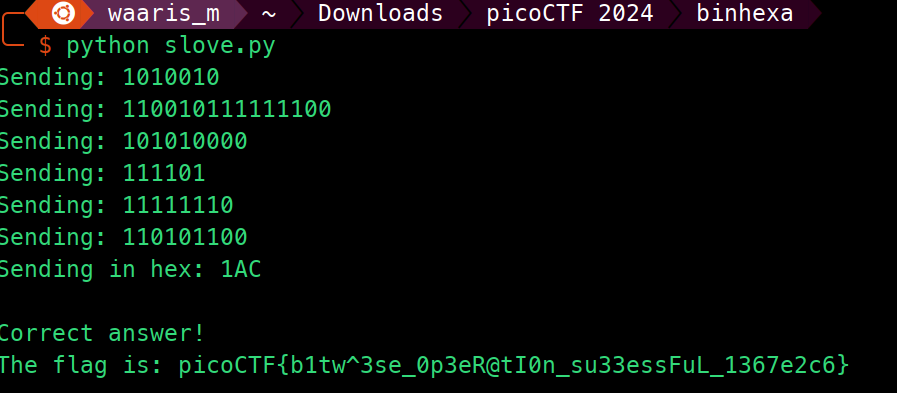 waaris_m ~ Downloads picoCTF 2024 binhexa
$ python slove.py
Sending: 1010010
Sending: 110010111111100
Sending: 101010000
Sending: 111101
Sending: 11111110
Sending: 110101100
Sending in hex: 1AC
Correct answer!
The flag is: picoCTF{b1tw^3se_0p3eR@tI0n_su33essFuL_1367e2c6}